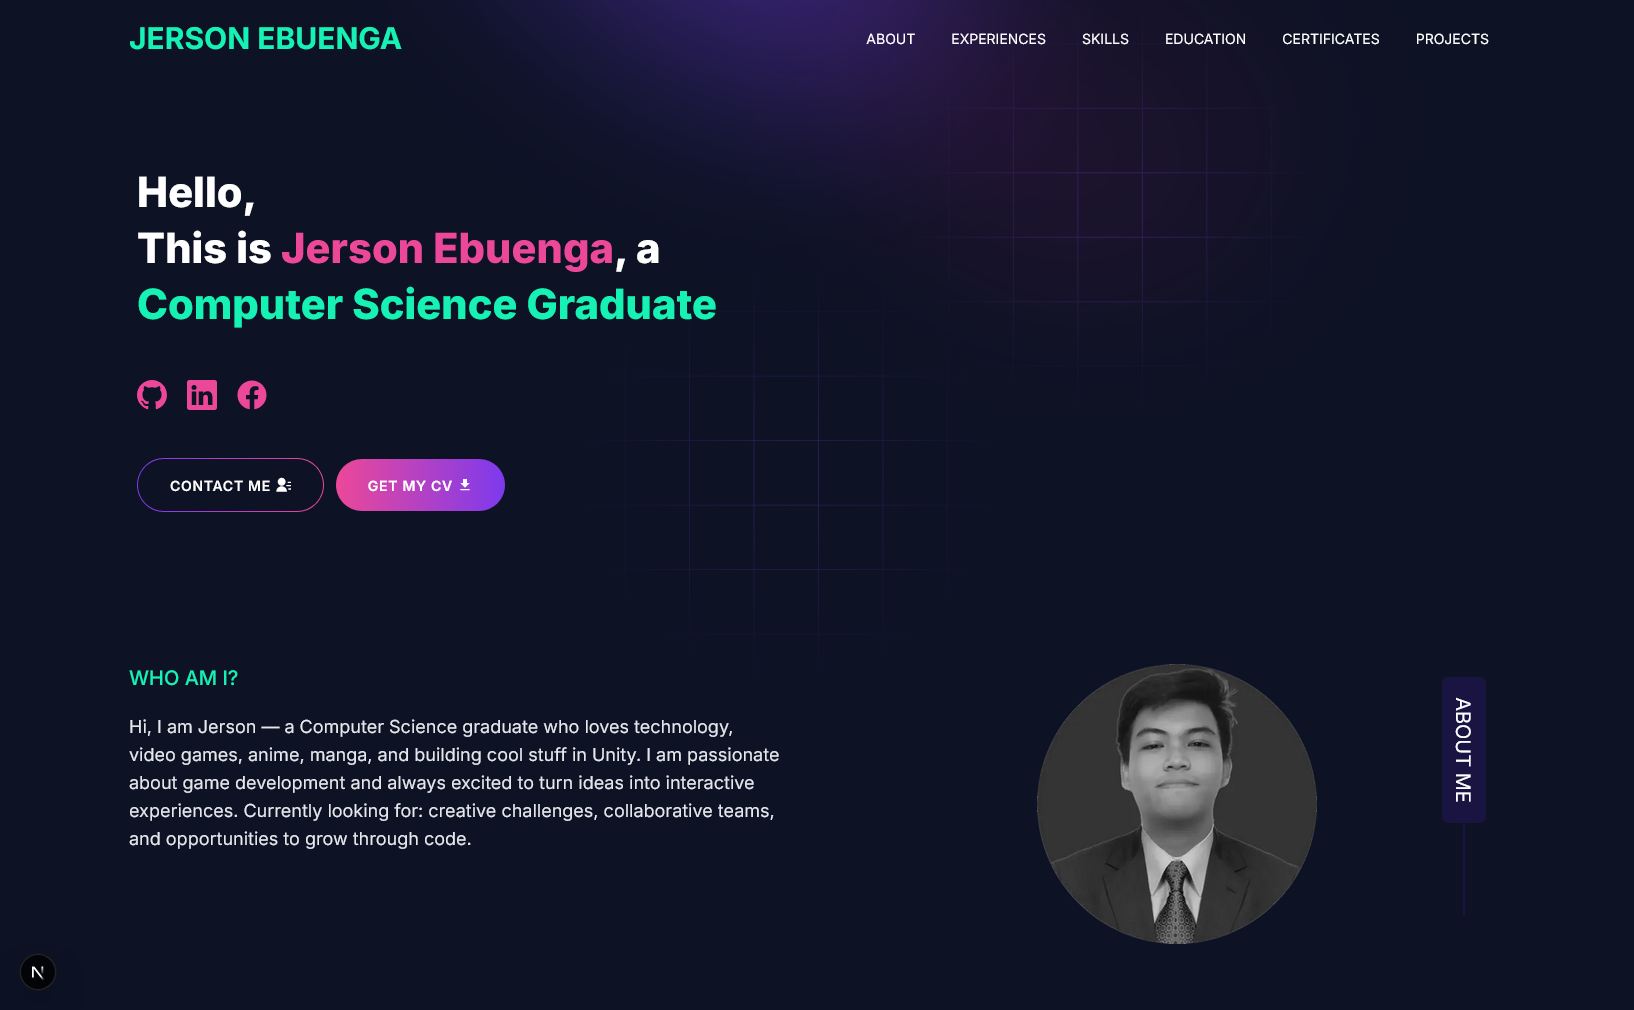 JERSON EBUENGA
ABOUT
EXPERIENCES
SKILLS
EDUCATION
CERTIFICATES
PROJECTS
Hello,
This is Jerson Ebuenga, a
Computer Science Graduate
CONTACT ME
GET MY CV
WHO AM I?
Hi, I am Jerson — a Computer Science graduate who loves technology,
video games, anime, manga, and building cool stuff in Unity. I am passionate
about game development and always excited to turn ideas into interactive
experiences. Currently looking for: creative challenges, collaborative teams,
and opportunities to grow through code.
ABOUT ME
N